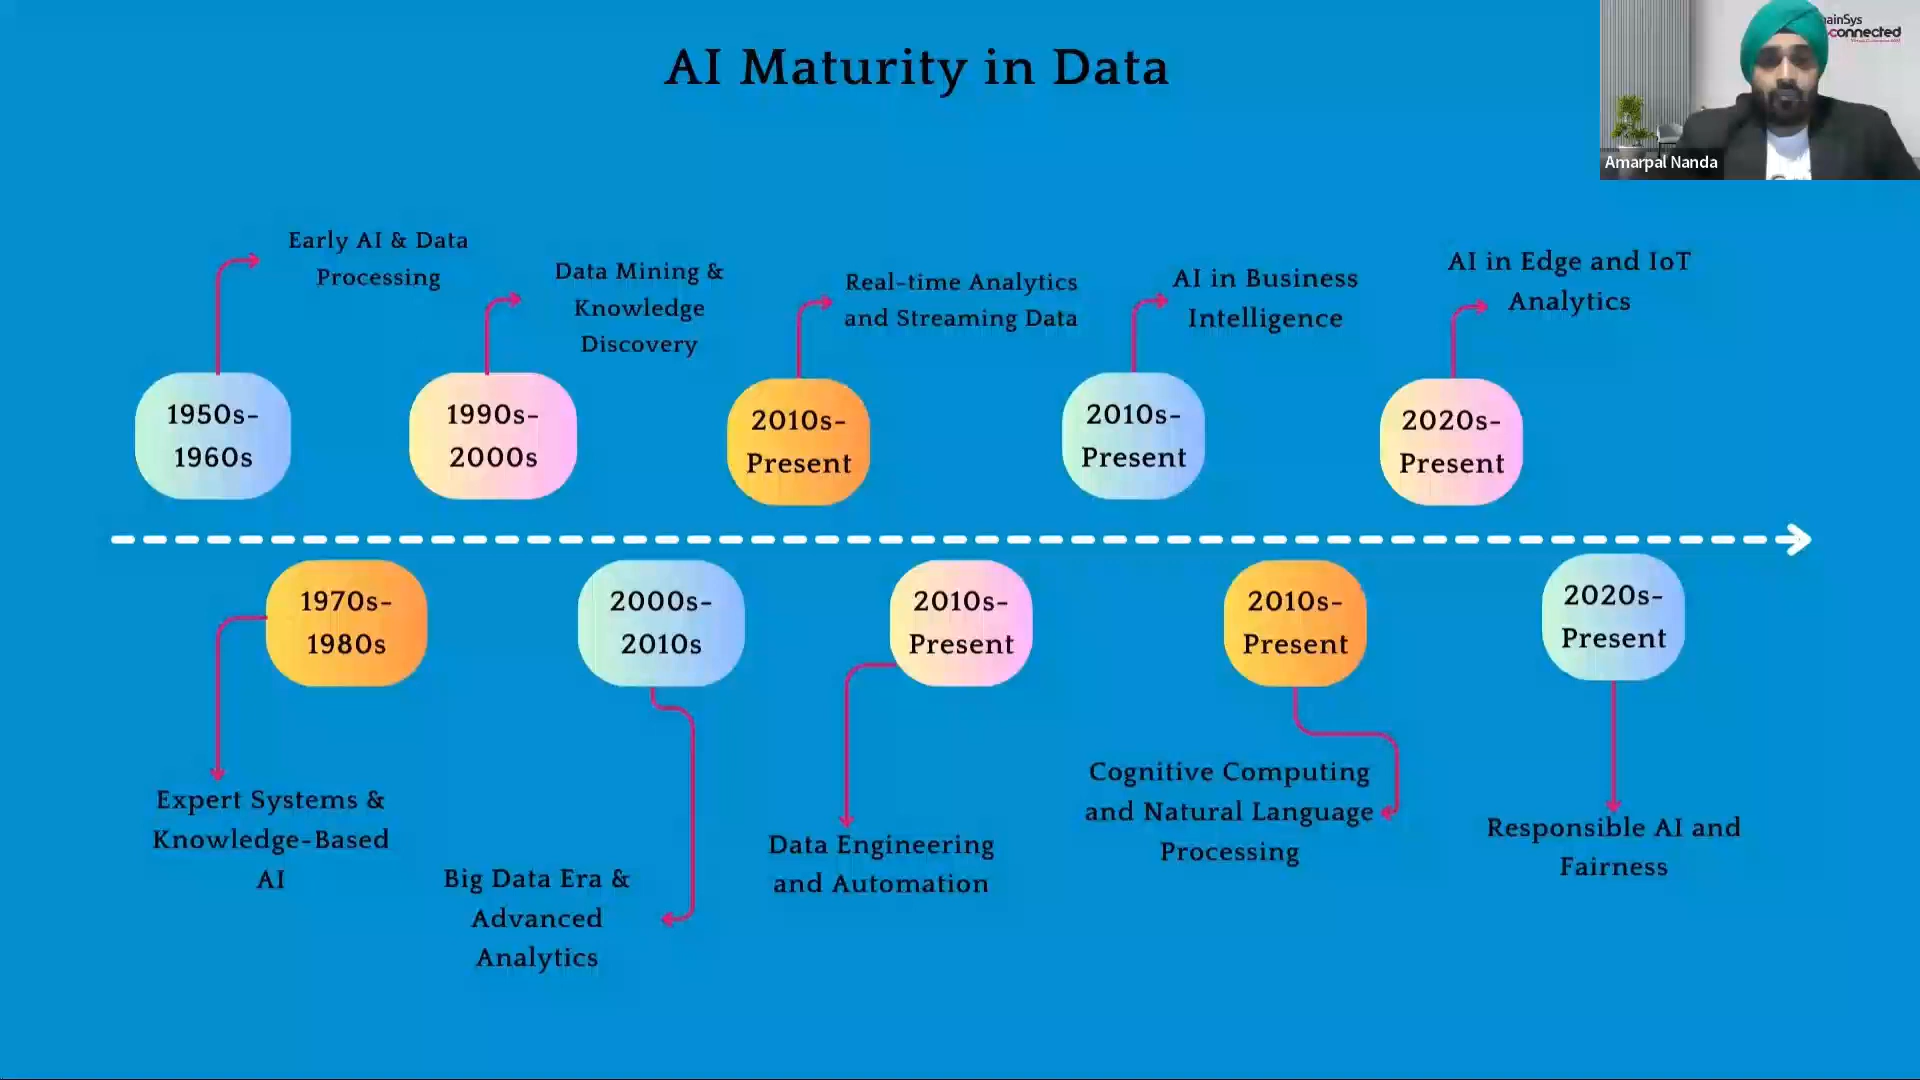 AI Maturity in Data
ainSys
connected
Amarpal Nanda
Early AI & Data
Processing
Data Mining &
Knowledge
Discovery
Real-time Analytics
and Streaming Data
AI in Business
Intelligence
AI in Edge and IoT
Analytics
1950s-
1960s
1990s-
2000s
2010s-
Present
2010s-
Present
2020s-
Present
1970s-
1980s
2000s-
2010s
2010s-
Present
2010s-
Present
2020s-
Present
Expert Systems &
Knowledge-Based
AI
Big Data Era &
Advanced
Analytics
Data Engineering
and Automation
Cognitive Computing
and Natural Language
Processing
Responsible AI and
Fairness